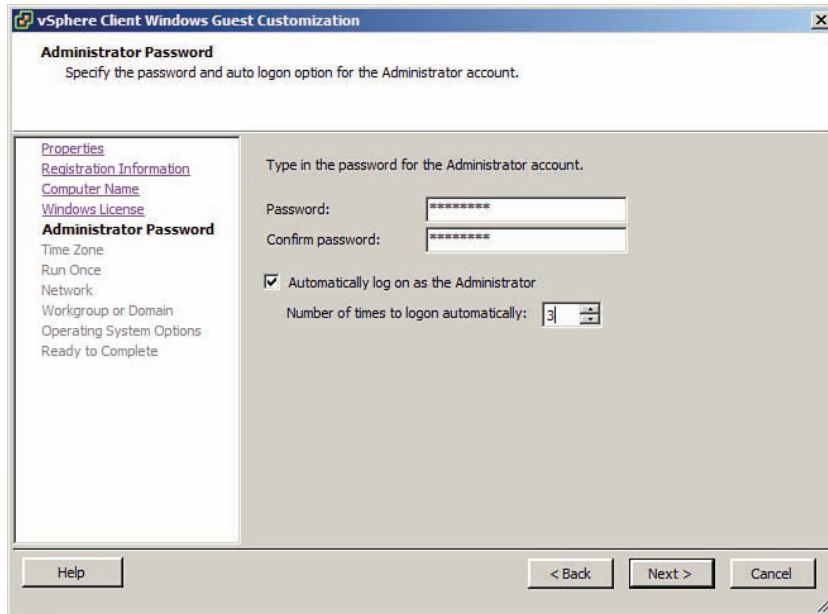 vSphere Client Windows Guest Customization
Administrator Password
Specify the password and auto logon option for the Administrator account.
Properties
Registration Information
Computer Name
Windows License
Administrator Password
Time Zone
Run Once
Network
Workgroup or Domain
Operating System Options
Ready to Complete
Type in the password for the Administrator account.
Password: ********
Confirm password: ********
Automatically log on as the Administrator
Number of times to logon automatically: 3
Help
< Back
Next >
Cancel